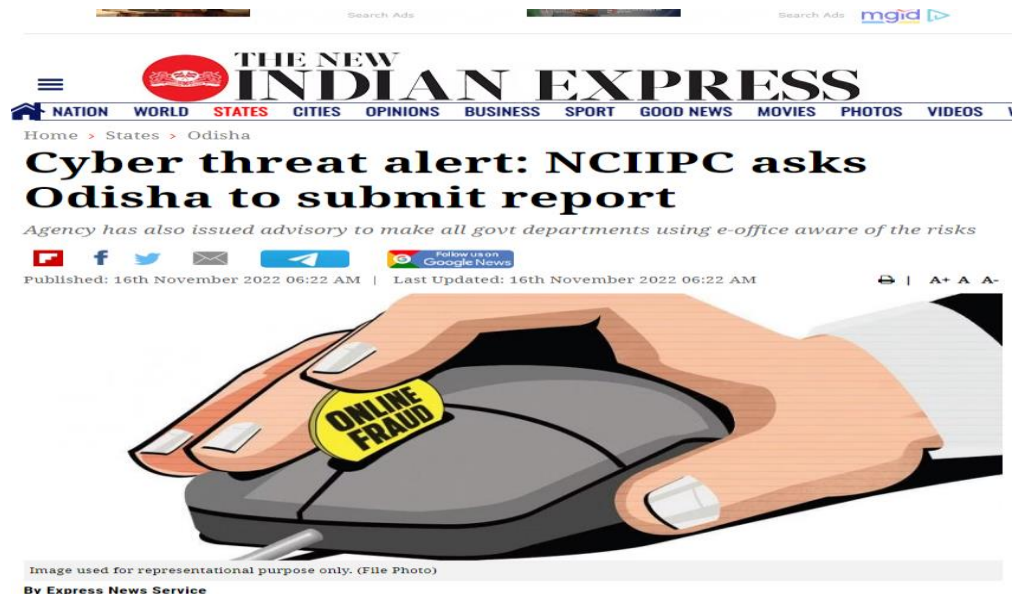 Search Ads
Search Ads mgid
THE NEW
INDIAN EXPRESS
NATION WORLD STATES CITIES OPINIONS BUSINESS SPORT GOOD NEWS MOVIES PHOTOS VIDEOS
Home > States > Odisha
Cyber threat alert: NCIIPC asks
Odisha to submit report
Agency has also issued advisory to make all govt departments using e-office aware of the risks
Follow us on
Google News
Published: 16th November 2022 06:22 AM | Last Updated: 16th November 2022 06:22 AM | A+ A A-
ONLINE
FRAUD
Image used for representational purpose only. (File Photo)
By Express News Service